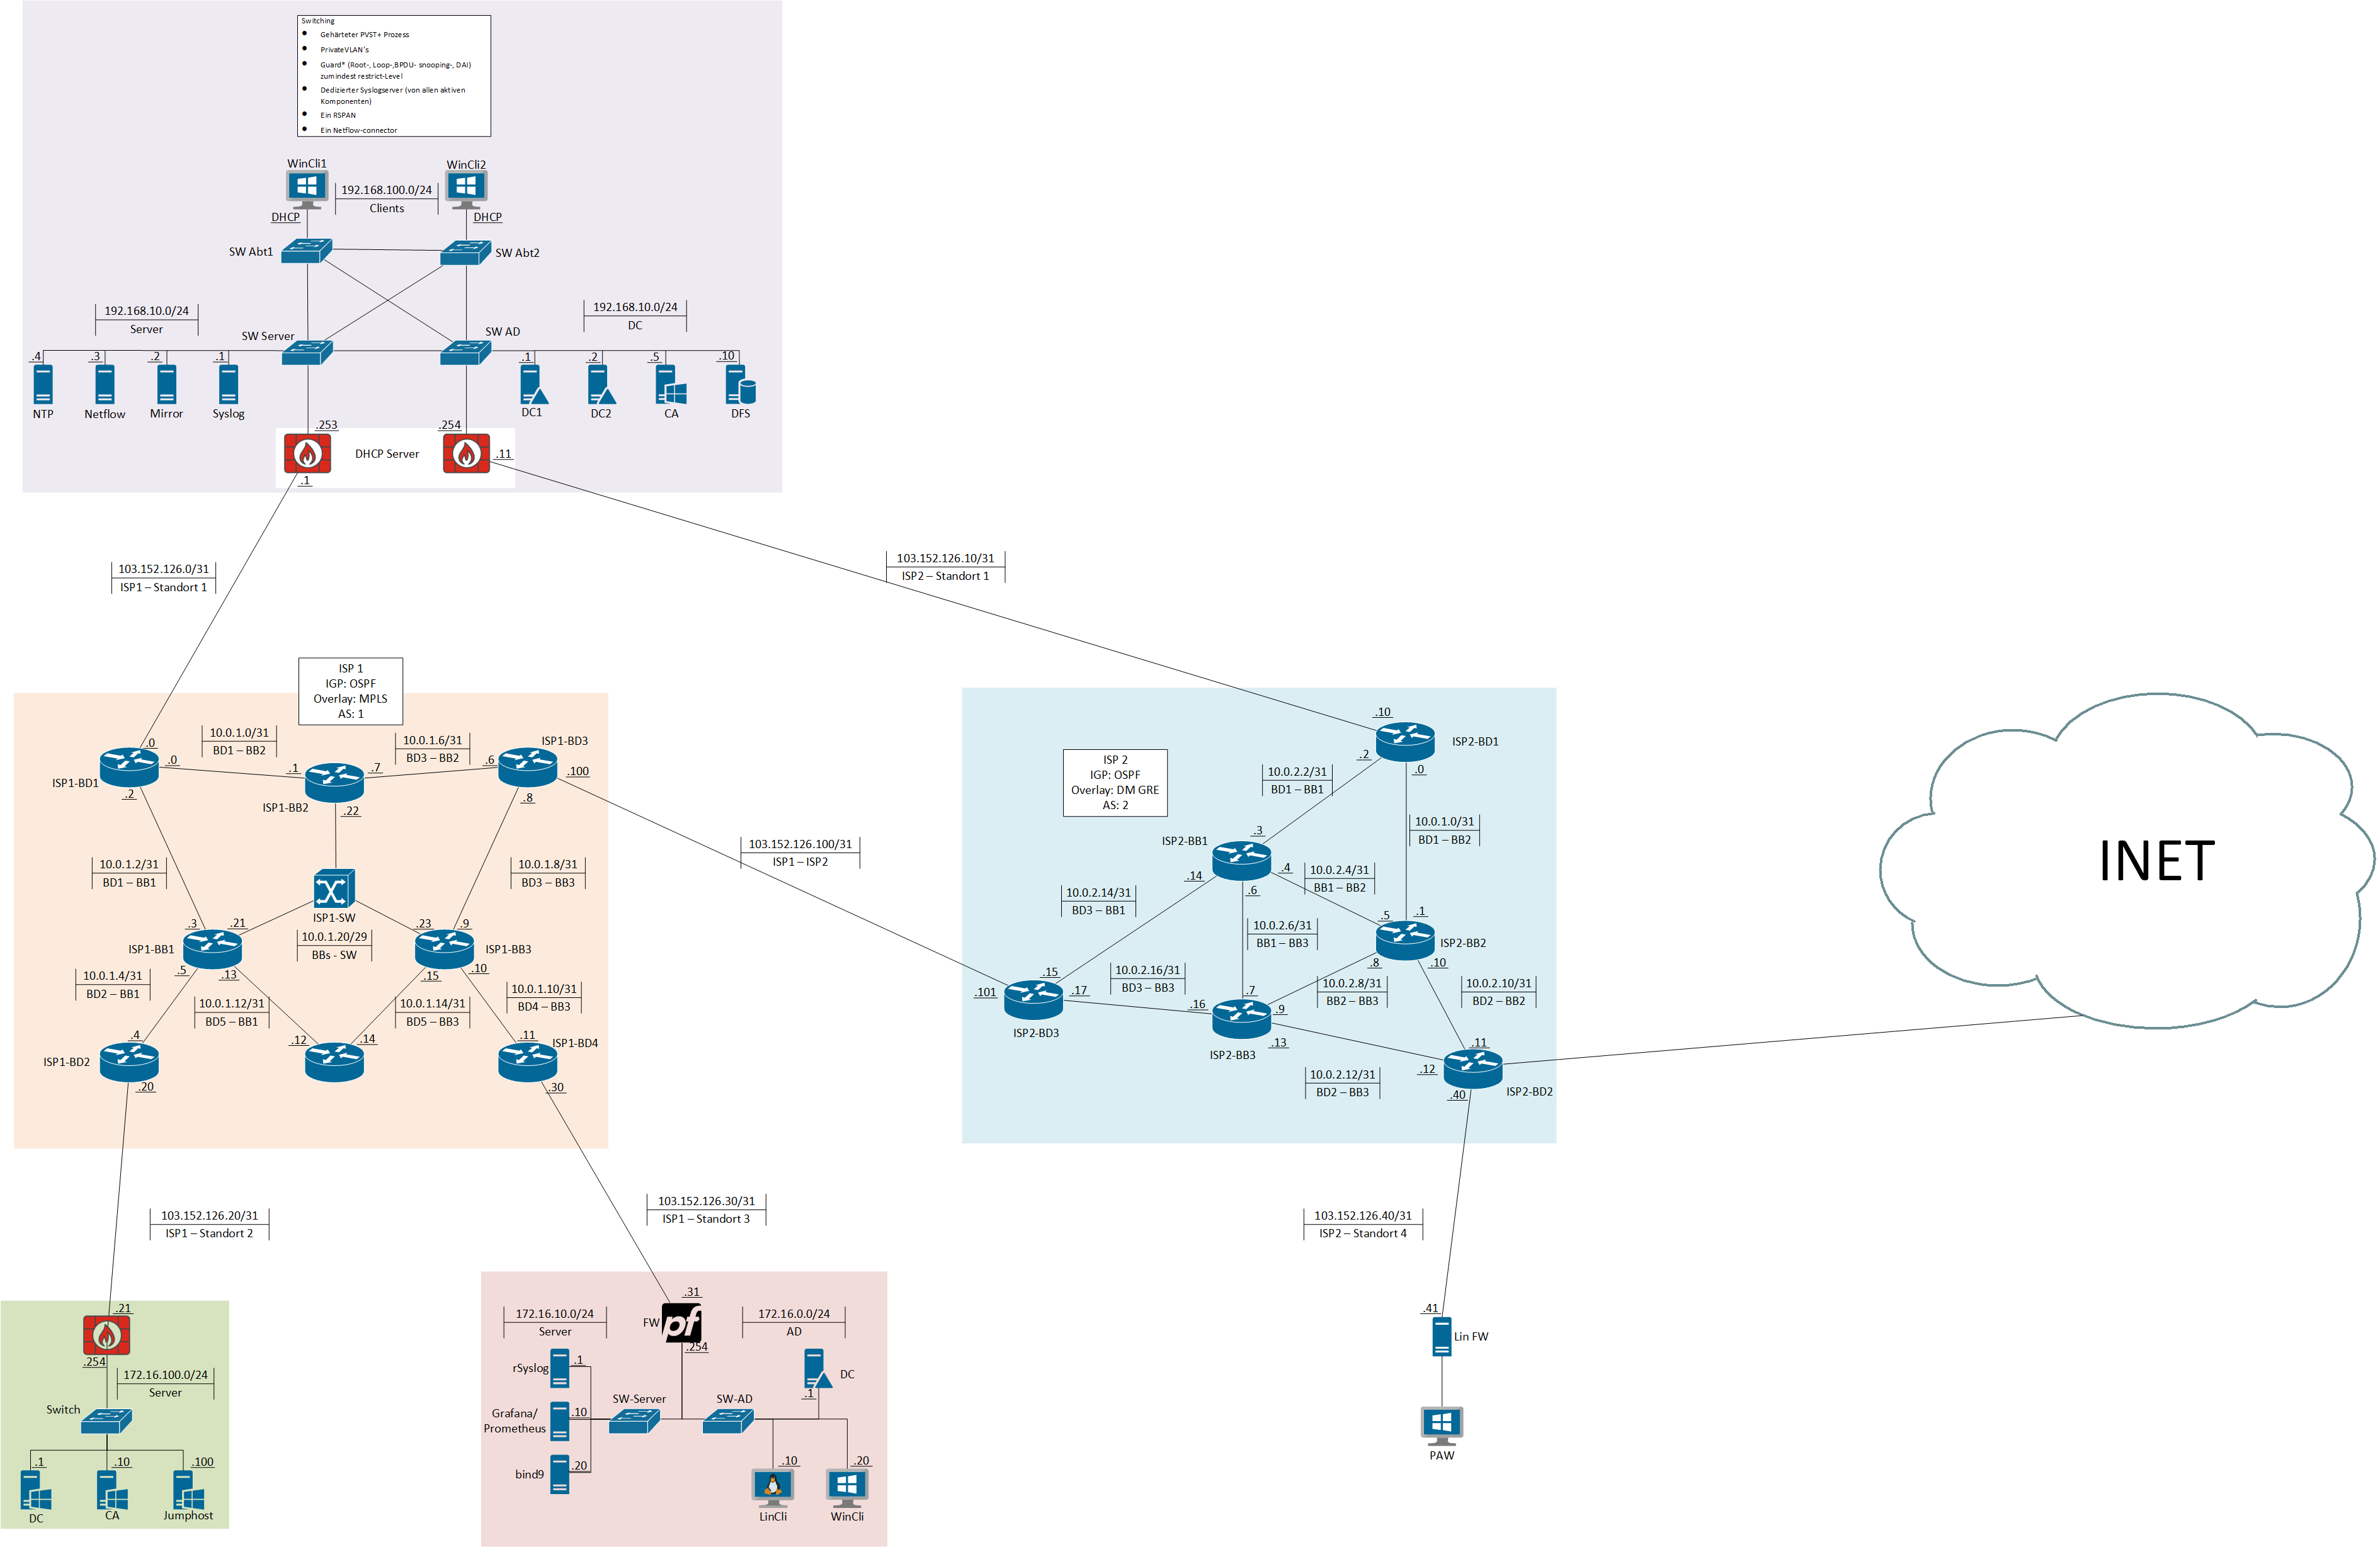 Switching
Gehärteter PVST+ Prozess
PrivateVLAN´s
Guard* (Root-, Loop-,BPDU- snooping-, DAI)
zumindest restrict-Level
Dedizierter Syslogserver (von allen aktiven
Komponenten)
Ein RSPAN
Ein Netflow-connector
WinCli1
WinCli2
192.168.100.0/24
Clients
DHCP
DHCP
SW Abt1
SW Abt2
192.168.10.0/24
Server
192.168.10.0/24
DC
SW Server
SW AD
.4
.3
.2
.1
.1
.2
.5
.10
NTP
Netflow
Mirror
Syslog
DC1
DC2
CA
DFS
.253
.254
DHCP Server
.11
.1
103.152.126.0/31
ISP1 – Standort 1
103.152.126.10/31
ISP2 – Standort 1
ISP 1
IGP: OSPF
Overlay: MPLS
AS: 1
10.0.1.0/31
BD1 – BB2
10.0.1.6/31
BD3 – BB2
ISP1-BD3
.0
.0
.1
.7
.6
.100
ISP1-BD1
.2
ISP1-BB2
.22
.8
10.0.1.2/31
BD1 – BB1
10.0.1.8/31
BD3 – BB3
ISP1-SW
.3
.21
.23
.9
10.0.1.20/29
BBs - SW
ISP1-BB1
ISP1-BB3
.5
.13
.15
.10
10.0.1.4/31
BD2 – BB1
10.0.1.12/31
BD5 – BB1
10.0.1.14/31
BD5 – BB3
10.0.1.10/31
BD4 – BB3
.4
.12
.14
.11
ISP1-BD4
ISP1-BD2
.20
.30
103.152.126.100/31
ISP1 – ISP2
.10
ISP2-BD1
ISP 2
IGP: OSPF
Overlay: DM GRE
AS: 2
.2
.0
10.0.2.2/31
BD1 – BB1
10.0.1.0/31
BD1 – BB2
.3
ISP2-BB1
.14
.4
.6
10.0.2.4/31
BB1 – BB2
10.0.2.14/31
BD3 – BB1
.5
.1
10.0.2.6/31
BB1 – BB3
ISP2-BB2
.8
.10
.15
.101
.17
10.0.2.16/31
BD3 – BB3
.16
.7
.9
10.0.2.8/31
BB2 – BB3
10.0.2.10/31
BD2 – BB2
ISP2-BD3
ISP2-BB3
.13
.11
.12
10.0.2.12/31
BD2 – BB3
.40
ISP2-BD2
INET
103.152.126.20/31
ISP1 – Standort 2
103.152.126.30/31
ISP1 – Standort 3
103.152.126.40/31
ISP2 – Standort 4
.21
.254
172.16.100.0/24
Server
Switch
.1
.10
.100
DC
CA
Jumphost
.31
172.16.10.0/24
Server
FW
pf
172.16.0.0/24
AD
.254
rSyslog
.1
DC
.1
SW-Server
SW-AD
Grafana/
Prometheus
.10
bind9
.20
.10
.20
LinCli
WinCli
.41
Lin FW
PAW